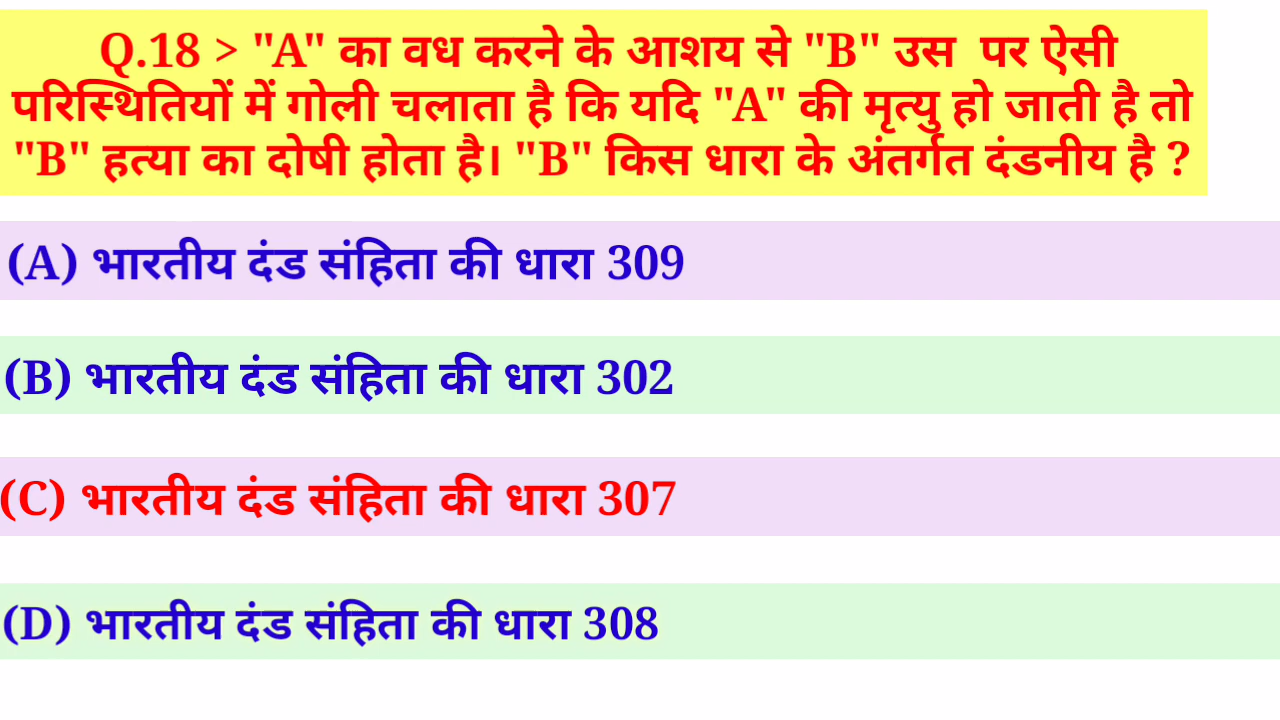 Q.18 > "A" का वध करने के आशय से "B" उस पर ऐसी
परिस्थितियों में गोली चलाता है कि यदि "A" की मृत्यु हो जाती है तो
"B" हत्या का दोषी होता है। "B" किस धारा के अंतर्गत दंडनीय है ?
(A) भारतीय दंड संहिता की धारा 309
(B) भारतीय दंड संहिता की धारा 302
(C) भारतीय दंड संहिता की धारा 307
(D) भारतीय दंड संहिता की धारा 308